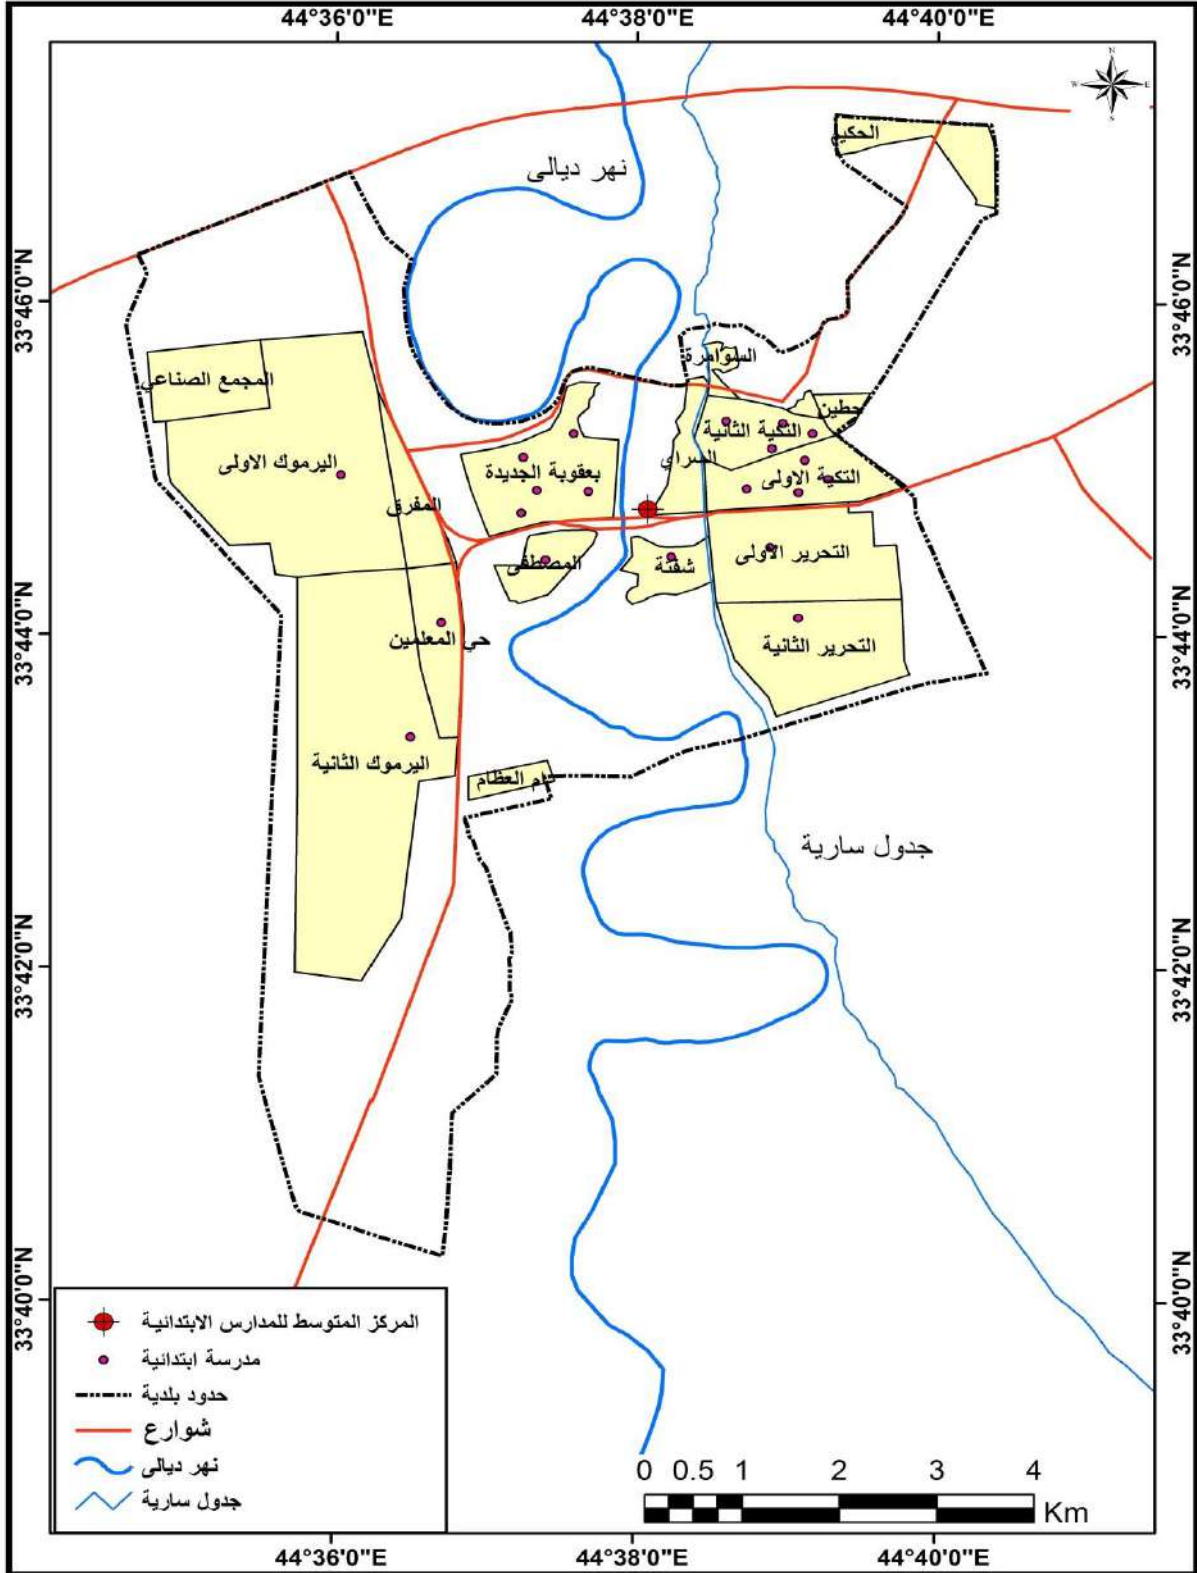 44°36'0"E
44°38'0"E
44°40'0"E
N
W
E
S
الحكيم
نهر ديالى
33°46'0"N
33°46'0"N
السوامرة
المجمع الصناعي
حطين
التكية الثانية
السراي
اليرموك الاولى
بعقوبة الجديدة
التكية الاولى
المفرق
التحرير الاولى
المصطفى
شفتة
33°44'0"N
33°44'0"N
حي المعلمين
التحرير الثانية
اليرموك الثانية
ام العظام
جدول سارية
33°42'0"N
33°42'0"N
33°40'0"N
33°40'0"N
المركز المتوسط للمدارس الابتدائية
مدرسة ابتدائية
حدود بلدية
شوارع
نهر ديالى
جدول سارية
0 0.5 1 2 3 4
Km
44°36'0"E
44°38'0"E
44°40'0"E